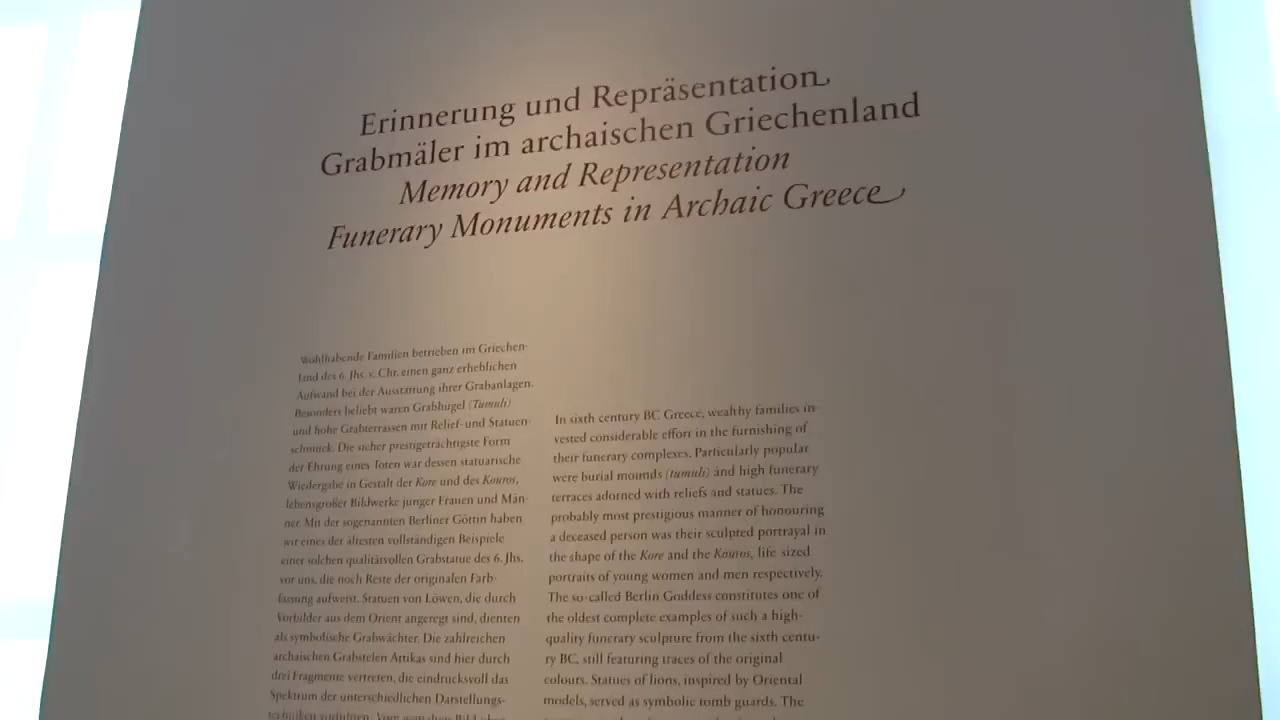 Erinnerung und Repräsentation
Grabmäler im archaischen Griechenland
Memory and Representation
Funerary Monuments in Archaic Greece
Wohlhabende Familien betrieben im Griechen-
land des 6. Jhs. v. Chr. einen ganz erheblichen
Aufwand bei der Ausstattung ihrer Grabanlagen.
Besonders beliebt waren Grabhügel (Tumuli)
und hohe Grabterrassen mit Relief- und Statuen-
schmuck. Die sicher prestigeträchtigste Form
der Ehrung eines Toten war dessen statuarische
Wiedergabe in Gestalt der Kore und des Kouros,
lebensgroßer Bildwerke junger Frauen und Män-
ner. Mit der sogenannten Berliner Göttin haben
wir eines der ältesten vollständigen Beispiele
einer solchen qualitätvollen Grabstatue des 6. Jhs.
vor uns, die noch Reste der originalen Farb-
fassung aufweist. Statuen von Löwen, die durch
Vorbilder aus dem Orient angeregt sind, dienten
als symbolische Grabwächter. Die zahlreichen
archaischen Grabstelen Attikas sind hier durch
drei Fragmente vertreten, die eindrucksvoll das
Spektrum der unterschiedlichen Darstellungs-
techniken vorführen.
In sixth century BC Greece, wealthy families in-
vested considerable effort in the furnishing of
their funerary complexes. Particularly popular
were burial mounds (tumuli) and high funerary
terraces adorned with reliefs and statues. The
probably most prestigious manner of honouring
a deceased person was their sculpted portrayal in
the shape of the Kore and the Kouros, life sized
portraits of young women and men respectively.
The so-called Berlin Goddess constitutes one of
the oldest complete examples of such a high-
quality funerary sculpture from the sixth centu-
ry BC, still featuring traces of the original
colours. Statues of lions, inspired by Oriental
models, served as symbolic tomb guards. The